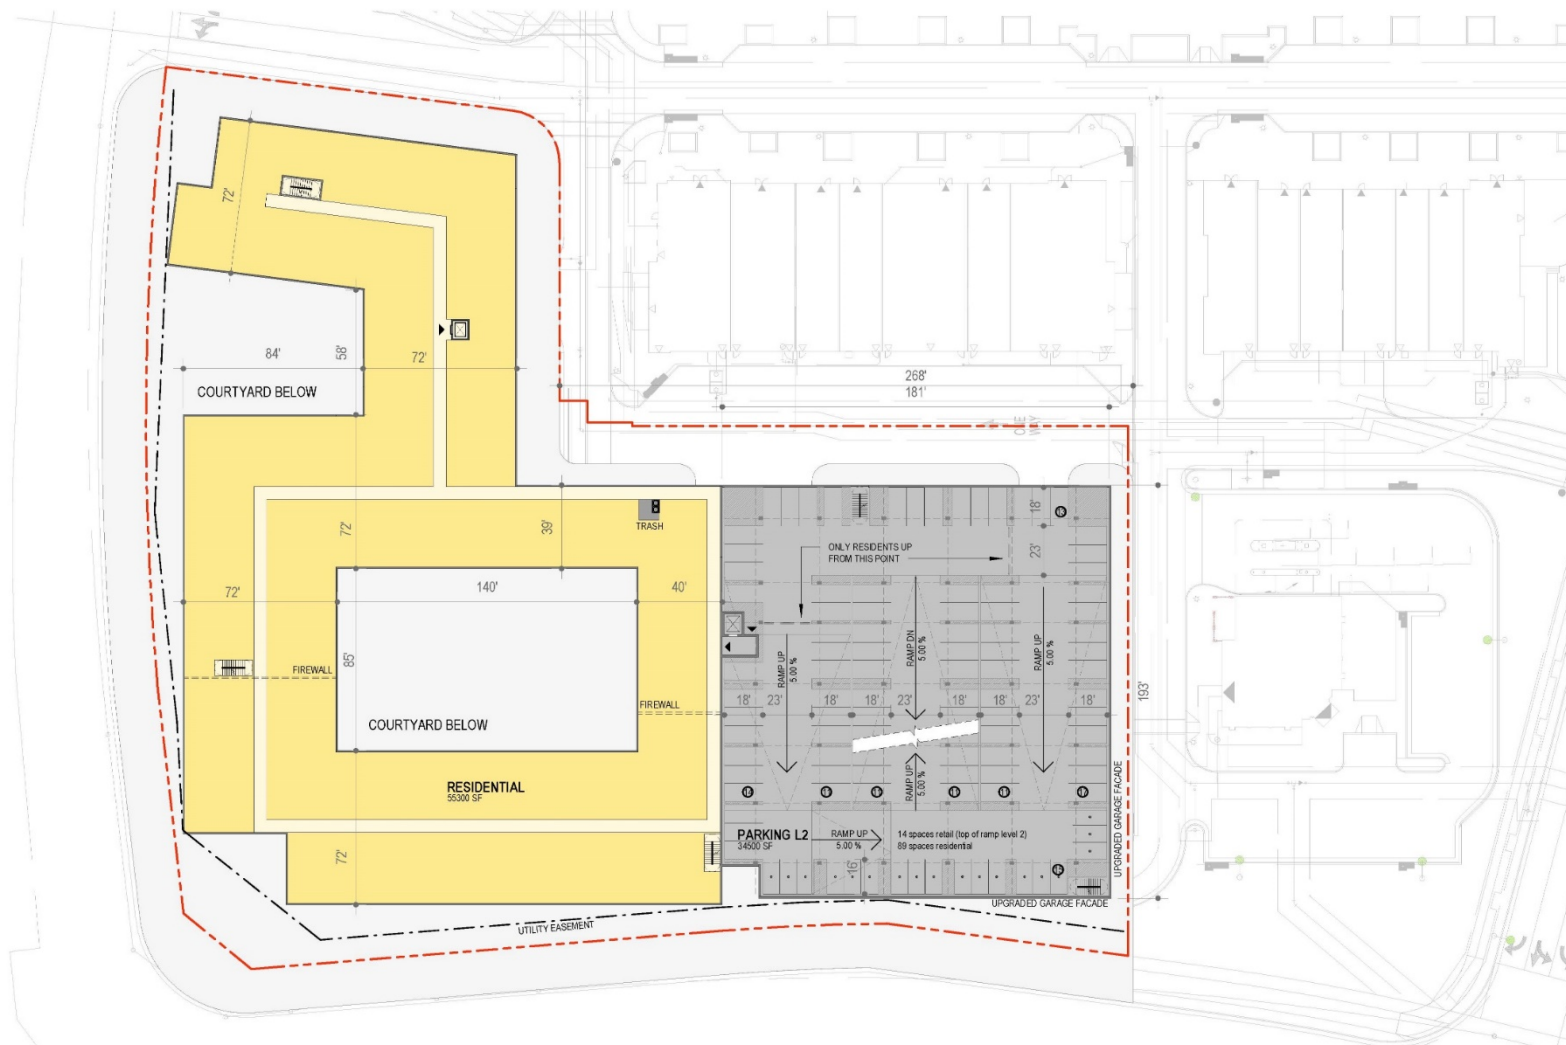 72'
84'
58'
72'
COURTYARD BELOW
268'
181'
ONE
WAY
72'
39'
TRASH
18'
23'
ONLY RESIDENTS UP
FROM THIS POINT
72'
140'
40'
85'
FIREWALL
FIREWALL
COURTYARD BELOW
RAMP UP
5.00 %
RAMP DN
5.00 %
RAMP UP
5.00 %
18'
23'
18'
18'
23'
18'
18'
23'
18'
193'
RESIDENTIAL
55300 SF
RAMP UP
5.00 %
PARKING L2
34500 SF
RAMP UP
5.00 %
14 spaces retail (top of ramp level 2)
89 spaces residential
72'
16'
UPGRADED GARAGE FACADE
UPGRADED GARAGE FACADE
UTILITY EASEMENT